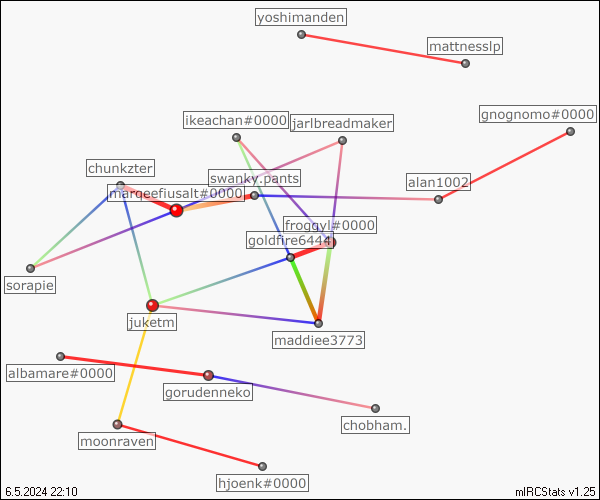 yoshimanden
mattnesslp
gnognomo#0000
ikeachan#0000
jarlbreadmaker
chunkzter
swanky.pants
alan1002
marqeefiusalt#0000
froggyl#0000
goldfire6444
sorapie
juketm
maddiee3773
albamare#0000
gorudenneko
chobham.
moonraven
hjoenk#0000
6.5.2024 22:10
mIRCStats v1.25